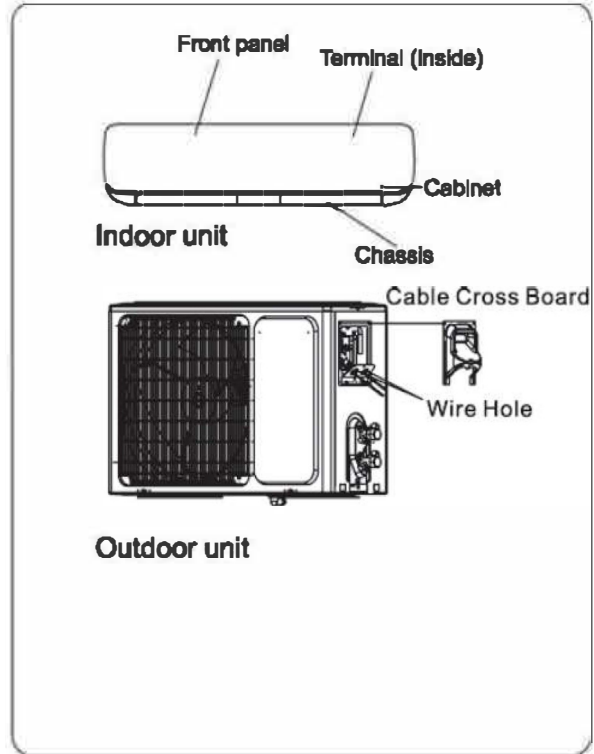 Front panel
Terminal (Inside)
Cabinet
Indoor unit
Chassis
Cable Cross Board
Wire Hole
Outdoor unit